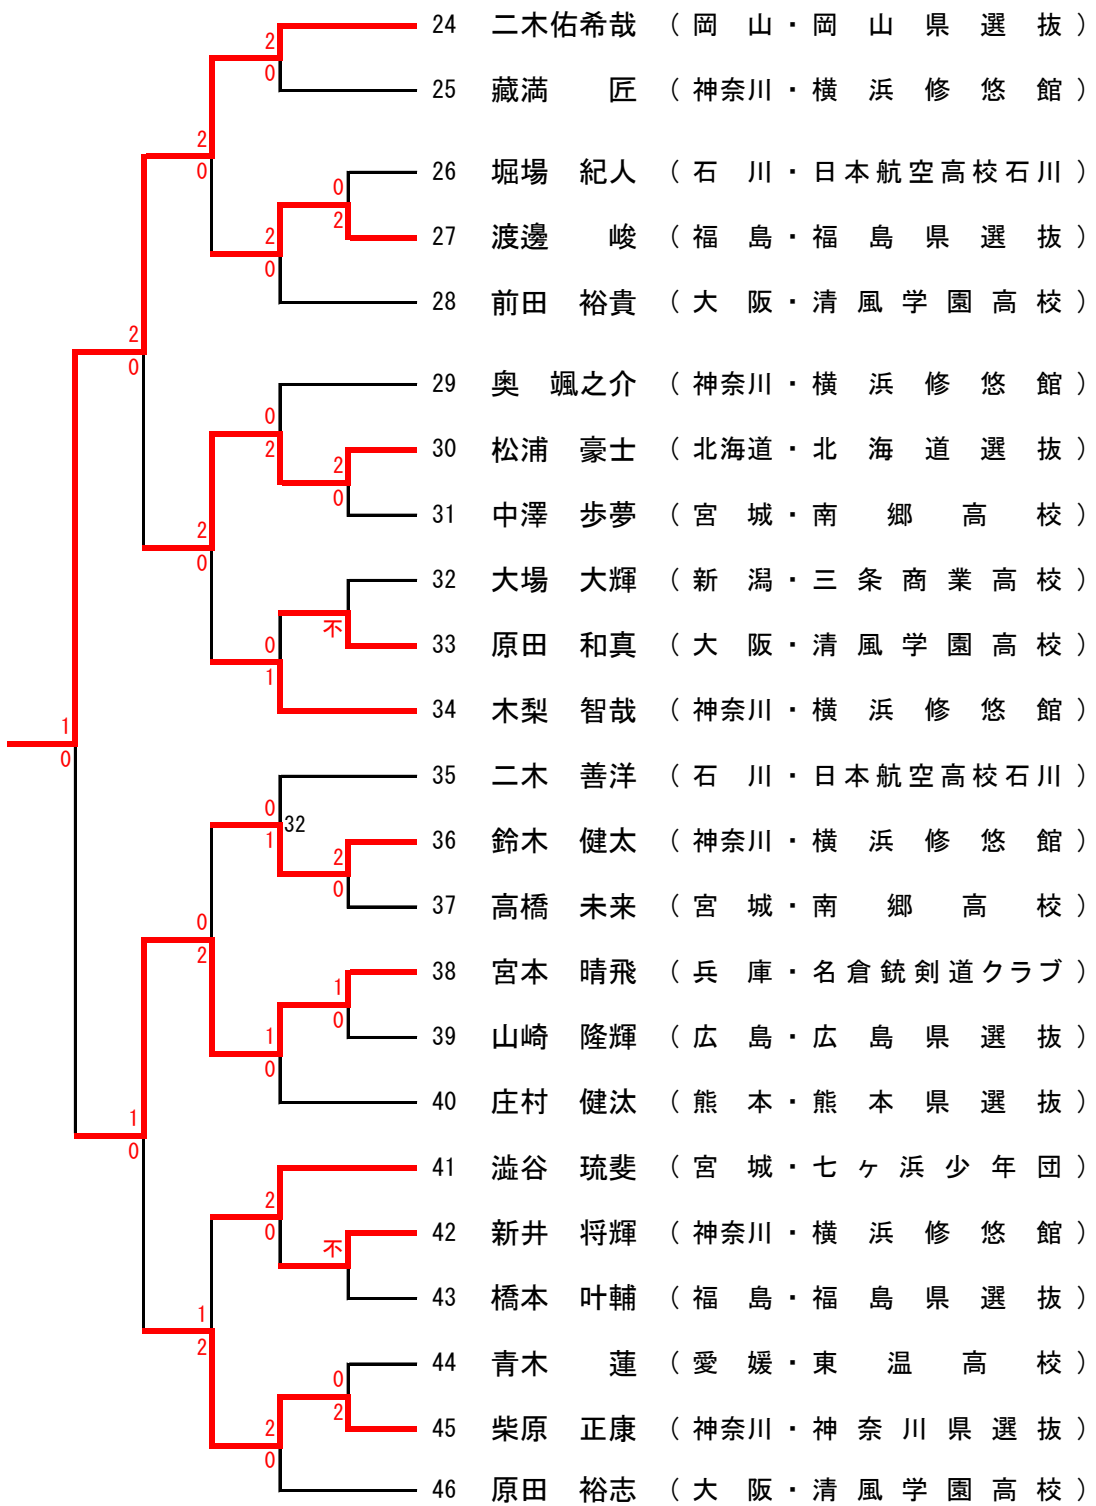 24 二木佑希哉 （岡　山・岡山県選抜）
2
0
25 藏満　　匠 （神奈川・横浜修悠館）
2
0
26 堀場　紀人 （石　川・日本航空高校石川）
0
2
27 渡邊　　峻 （福　島・福島県選抜）
2
0
28 前田　裕貴 （大　阪・清風学園高校）
2
0
29 奥　颯之介 （神奈川・横浜修悠館）
0
2
30 松浦　豪士 （北海道・北海道選抜）
2
0
31 中澤　歩夢 （宮　城・南郷高校）
2
0
32 大場　大輝 （新　潟・三条商業高校）
不
33 原田　和真 （大　阪・清風学園高校）
0
1
34 木梨　智哉 （神奈川・横浜修悠館）
1
0
35 二木　善洋 （石　川・日本航空高校石川）
0
32
1
36 鈴木　健太 （神奈川・横浜修悠館）
2
0
37 高橋　未来 （宮　城・南郷高校）
0
2
38 宮本　晴飛 （兵　庫・名倉銃剣道クラブ）
1
0
39 山崎　隆輝 （広　島・広島県選抜）
1
0
40 庄村　健汰 （熊　本・熊本県選抜）
1
0
41 澁谷　琉斐 （宮　城・七ヶ浜少年団）
2
0
42 新井　将輝 （神奈川・横浜修悠館）
不
43 橋本　叶輔 （福　島・福島県選抜）
1
2
44 青木　　蓮 （愛　媛・東温高校）
0
2
45 柴原　正康 （神奈川・神奈川県選抜）
2
0
46 原田　裕志 （大　阪・清風学園高校）